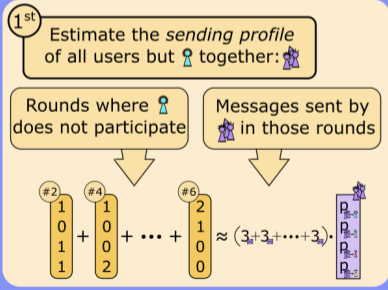 1st
Estimate the sending profile
of all users but together:
Rounds where
does not participate
Messages sent by
in those rounds
#2 #4 #6
1 1 2
0 0 1
1 0 0
1 2 0
+ + ••• + ≈ (3 +3 +···+3 )·
p
p
p
p